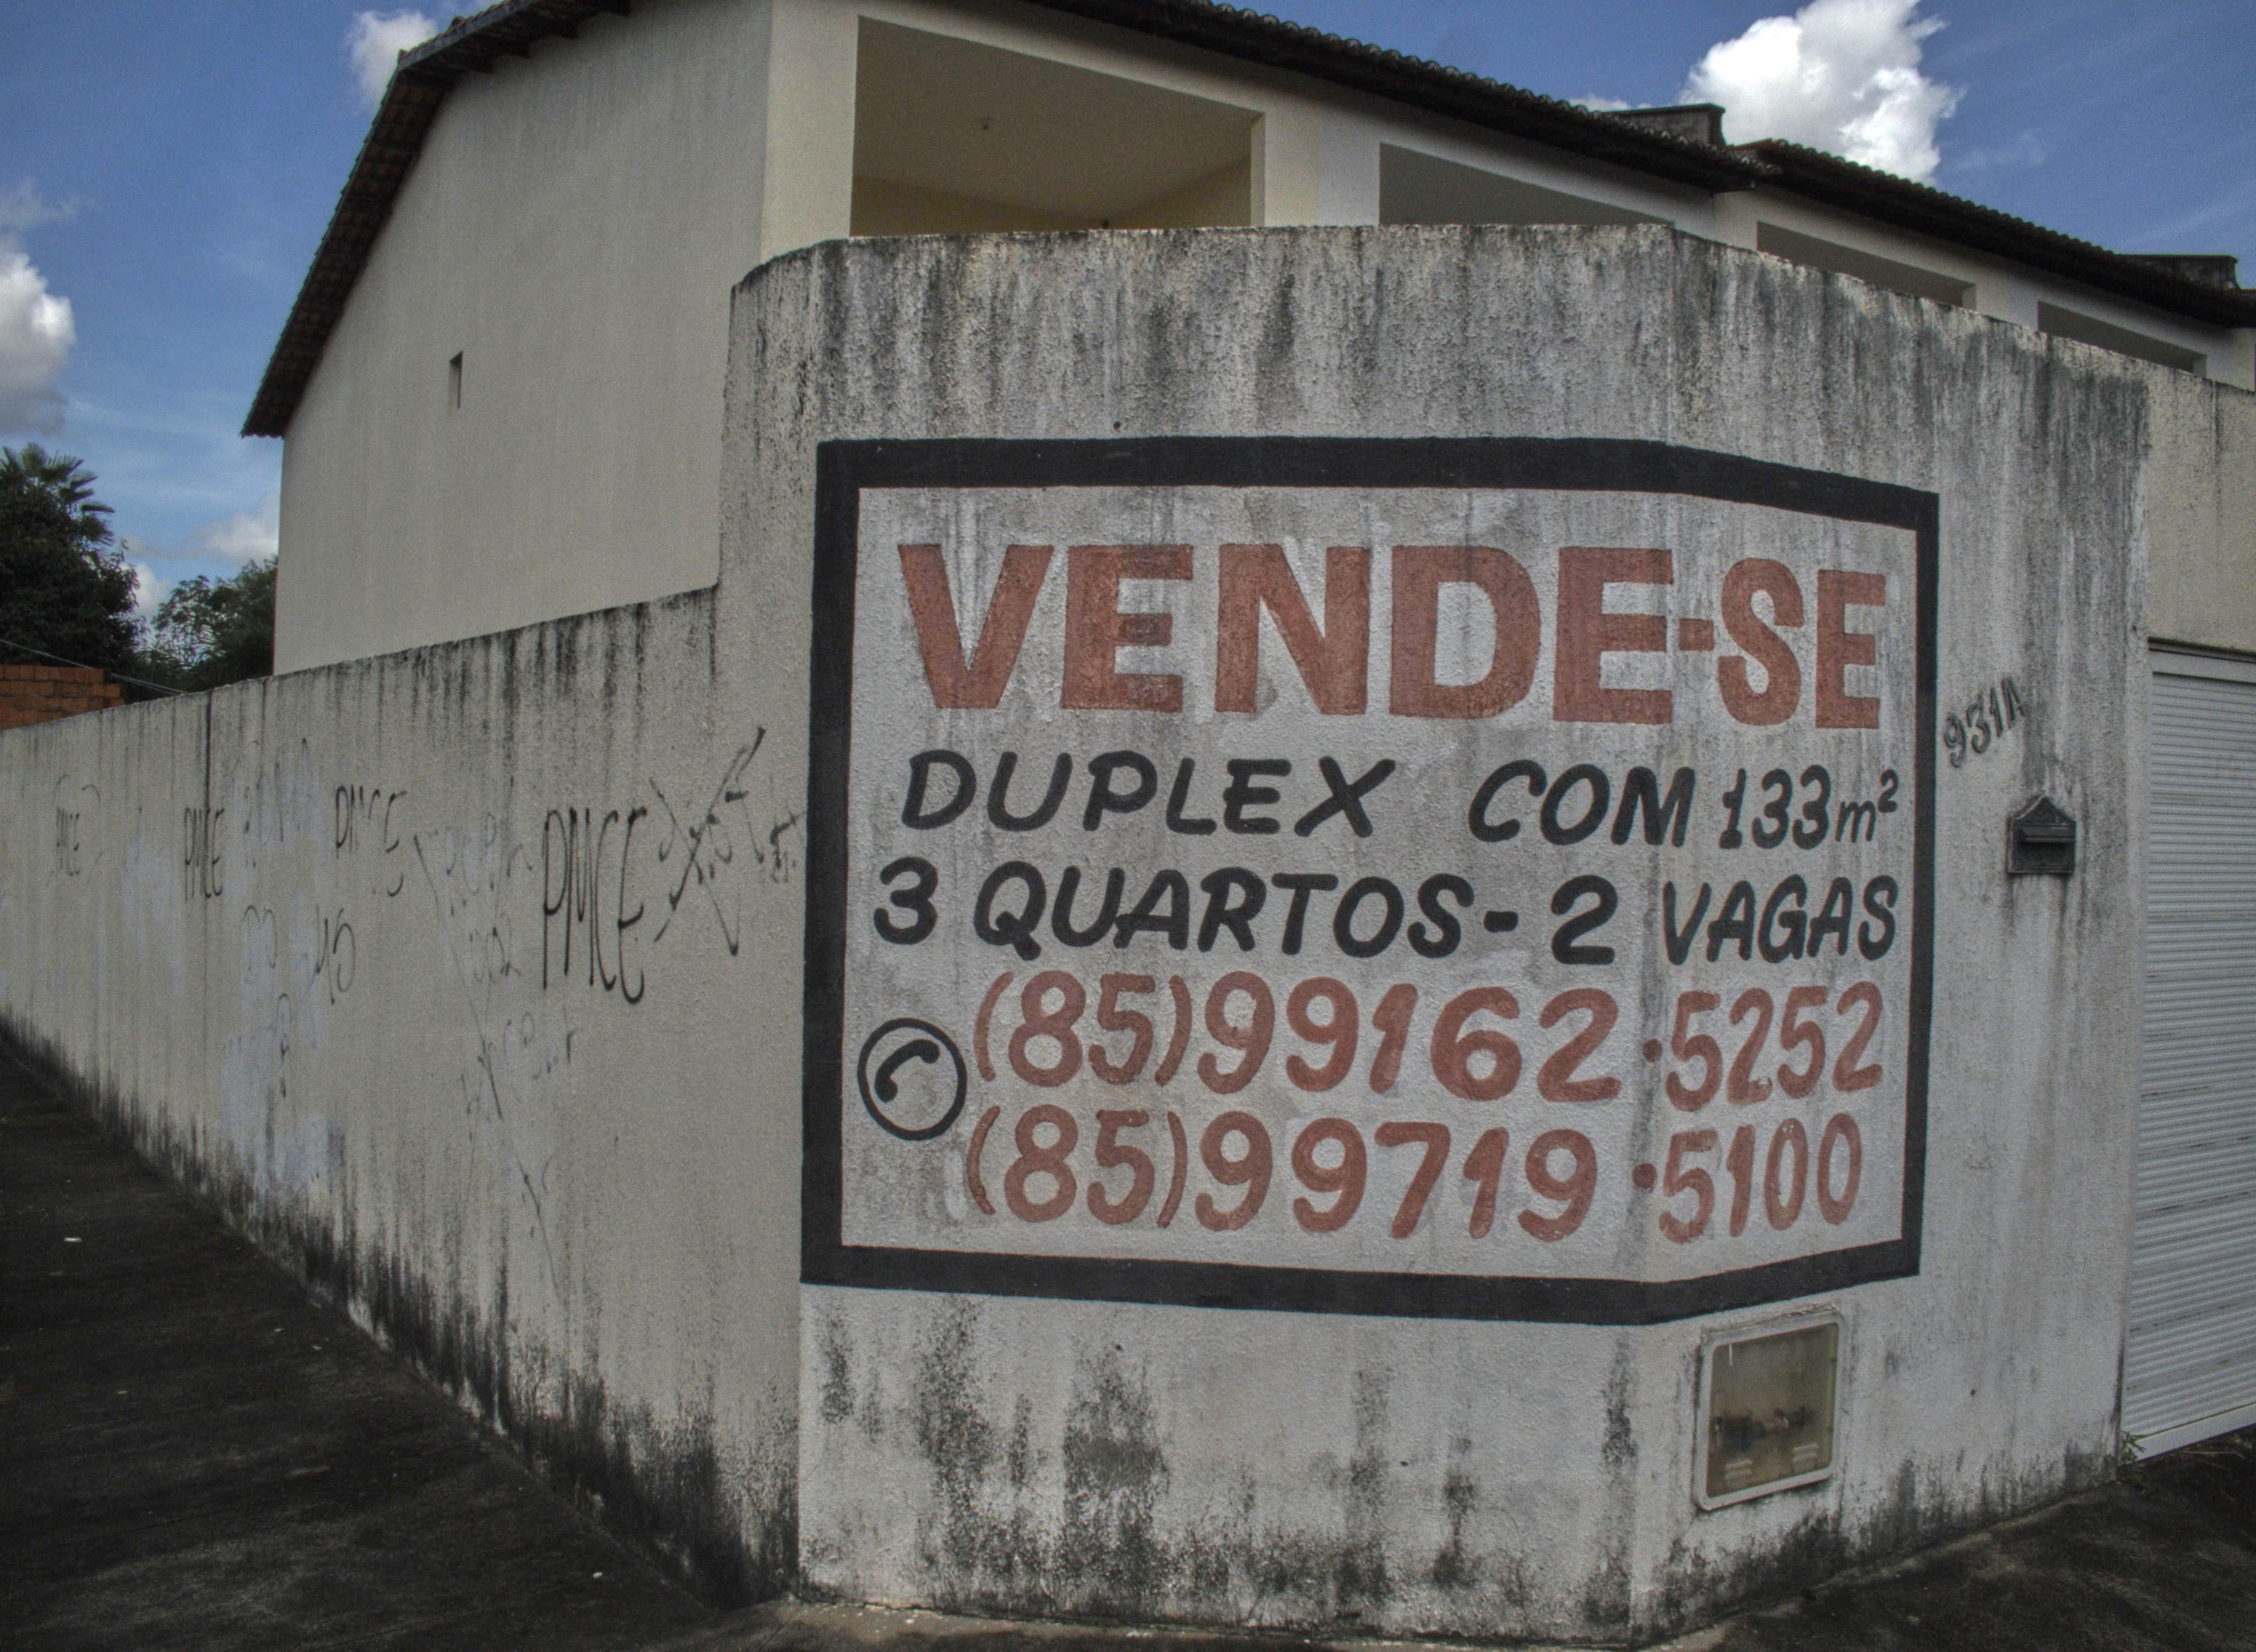 VENDE-SE
DUPLEX COM 133m²
3 QUARTOS - 2 VAGAS
(85)99162·5252
(85)99719·5100
931A
PMCE
PMCE
PMCE
PMCE